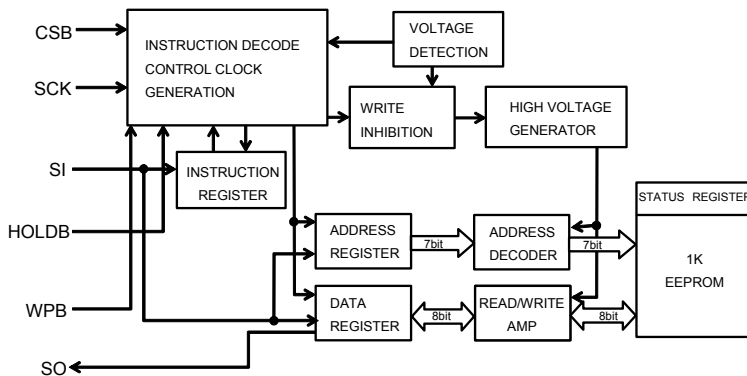 CSB
INSTRUCTION DECODE
CONTROL CLOCK
GENERATION
VOLTAGE
DETECTION
SCK
WRITE
INHIBITION
HIGH VOLTAGE
GENERATOR
SI
INSTRUCTION
REGISTER
STATUS REGISTER
HOLDB
ADDRESS
REGISTER
7bit
ADDRESS
DECODER
7bit
1K
EEPROM
WPB
DATA
REGISTER
8bit
READ/WRITE
AMP
8bit
SO